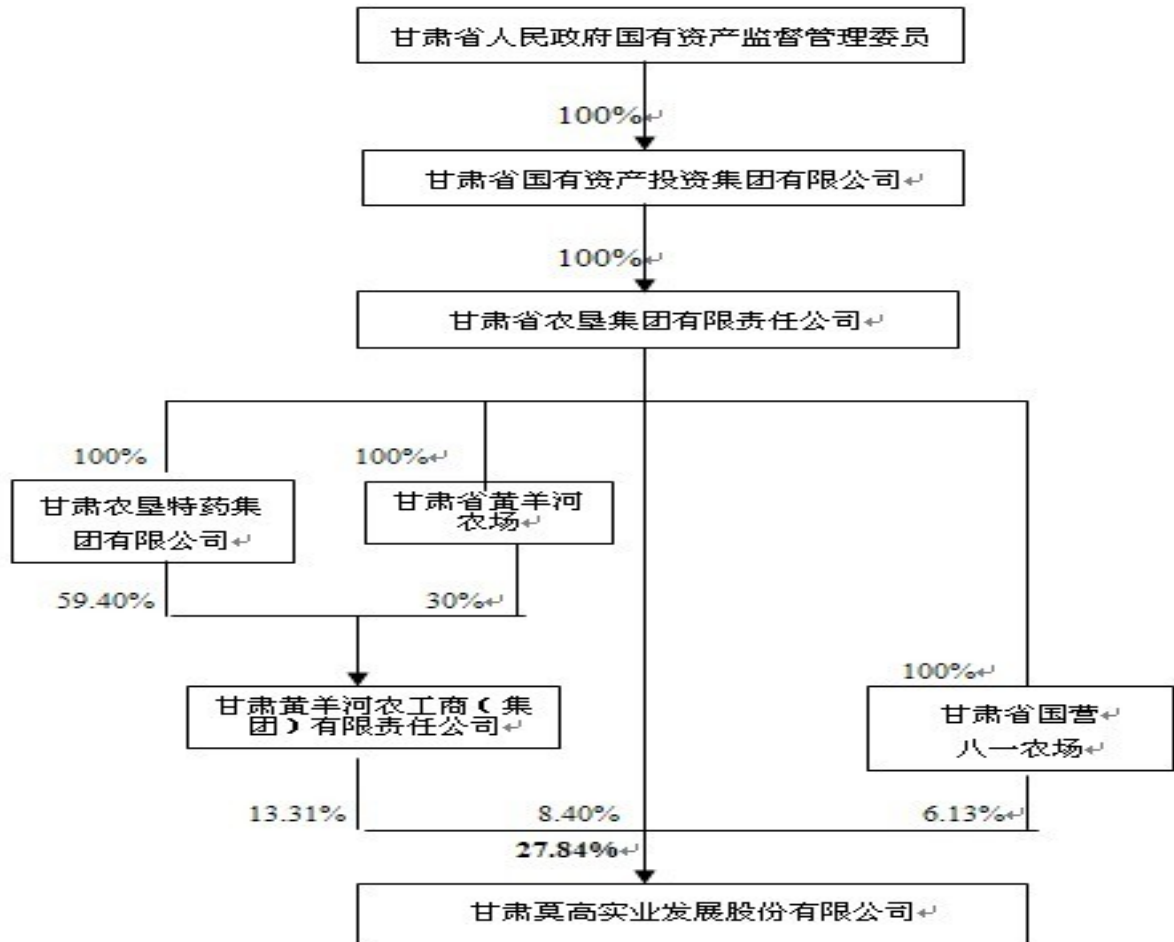 甘肃省人民政府国有资产监督管理委员
100%↵
甘肃省国有资产投资集团有限公司↵
100%↵
甘肃省农垦集团有限责任公司↵
100%
100%↵
甘肃农垦特药集
团有限公司↵
甘肃省黄羊河
农场↵
59.40%
30%↵
100%↵
甘肃黄羊河农工商（集
团）有限责任公司↵
甘肃省国营↵
八一农场↵
13.31%
8.40%
6.13%↵
27.84%↵
甘肃莫高实业发展股份有限公司↵